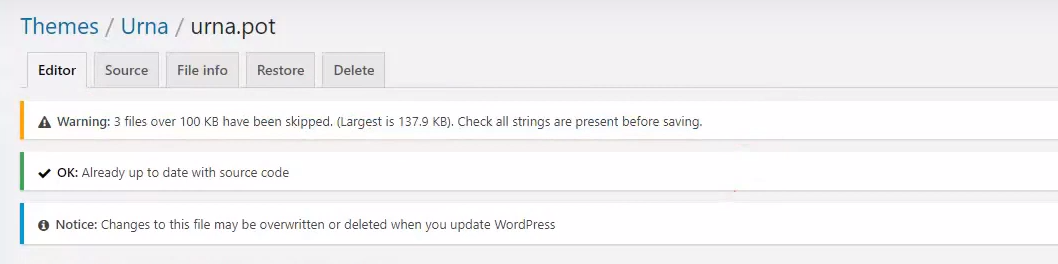 Themes / Urna / urna.pot
Editor Source File info Restore Delete
Warning: 3 files over 100 KB have been skipped. (Largest is 137.9 KB). Check all strings are present before saving.
OK: Already up to date with source code
Notice: Changes to this file may be overwritten or deleted when you update WordPress